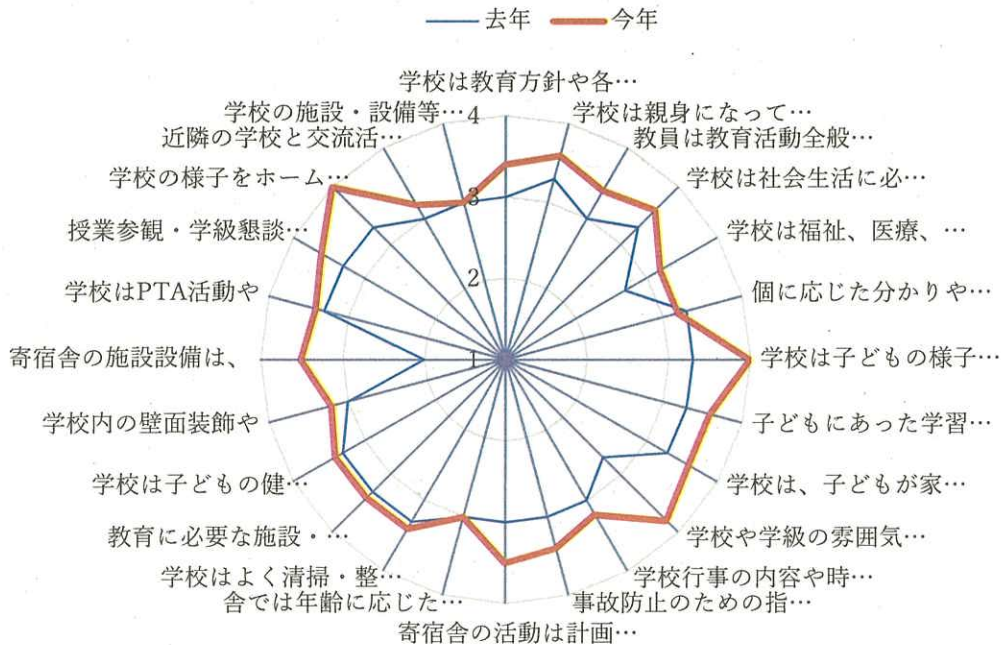 去年 今年
学校は教育方針や各…
学校は親身になって…
教員は教育活動全般…
学校は社会生活に必…
学校は福祉、医療、…
個に応じた分かりや…
学校は子どもの様子…
子どもにあった学習…
学校は、子どもが家…
学校や学級の雰囲気…
学校行事の内容や時…
事故防止のための指…
寄宿舎の活動は計画…
舎では年齢に応じた…
学校はよく清掃・整…
教育に必要な施設・…
学校は子どもの健…
学校内の壁面装飾や
寄宿舎の施設設備は、
学校はPTA活動や
授業参観・学級懇談…
学校の様子をホーム…
近隣の学校と交流活…
学校の施設・設備等…
4
3
2
1